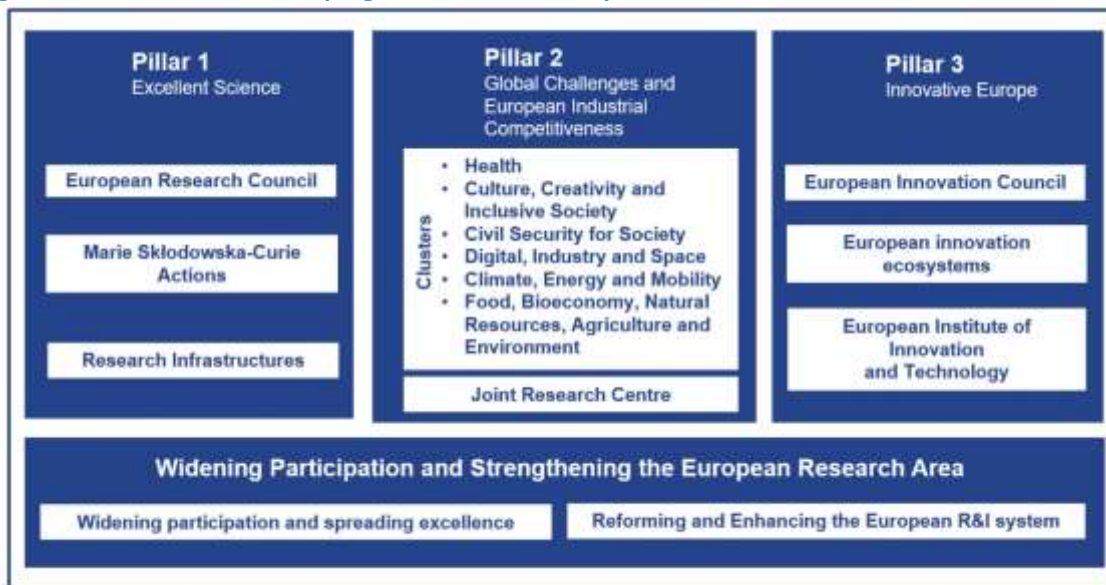 Pillar 1
Excellent Science
European Research Council
Marie Skłodowska-Curie
Actions
Research Infrastructures
Pillar 2
Global Challenges and
European Industrial
Competitiveness
Clusters
• Health
• Culture, Creativity and
Inclusive Society
• Civil Security for Society
• Digital, Industry and Space
• Climate, Energy and Mobility
• Food, Bioeconomy, Natural
Resources, Agriculture and
Environment
Joint Research Centre
Pillar 3
Innovative Europe
European Innovation Council
European innovation
ecosystems
European Institute of
Innovation
and Technology
Widening Participation and Strengthening the European Research Area
Widening participation and spreading excellence
Reforming and Enhancing the European R&I system